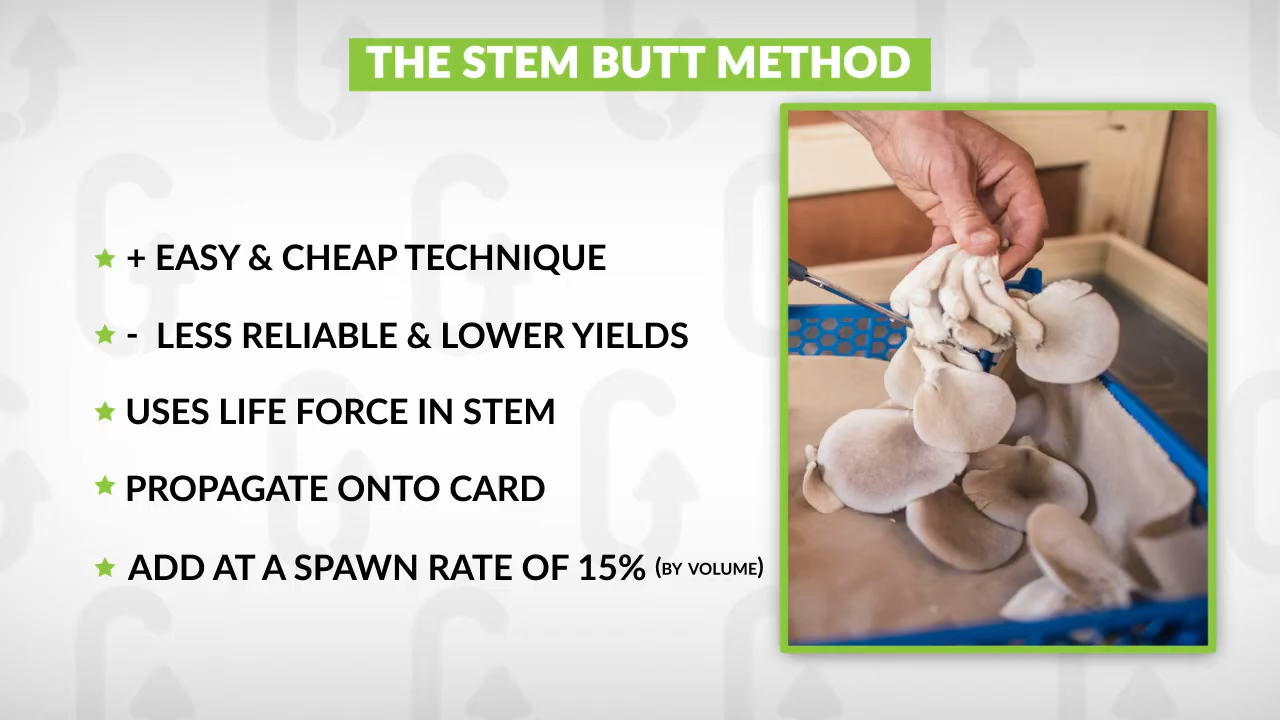 THE STEM BUTT METHOD
+ EASY & CHEAP TECHNIQUE
- LESS RELIABLE & LOWER YIELDS
USES LIFE FORCE IN STEM
PROPAGATE ONTO CARD
ADD AT A SPAWN RATE OF 15% (BY VOLUME)